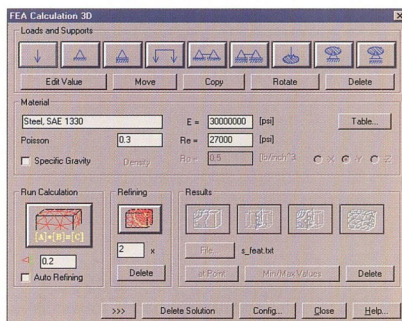 FEA Calculation 3D
Loads and Supports
Edit Value Move Copy Rotate Delete
Material
Steel, SAE 1330 E = 30000000 [psi] Table...
Poisson 0.3 Re = 27000 [psi]
Specific Gravity Density Ro = 0.5 [lb/inch^3] X Y Z
Run Calculation Refining Results
[A]*[B]=[C]
File... s_feat.txt
0.2 2 x
Auto Refining Delete at Point Min/Max Values Delete
>>> Delete Solution Config... Close Help...